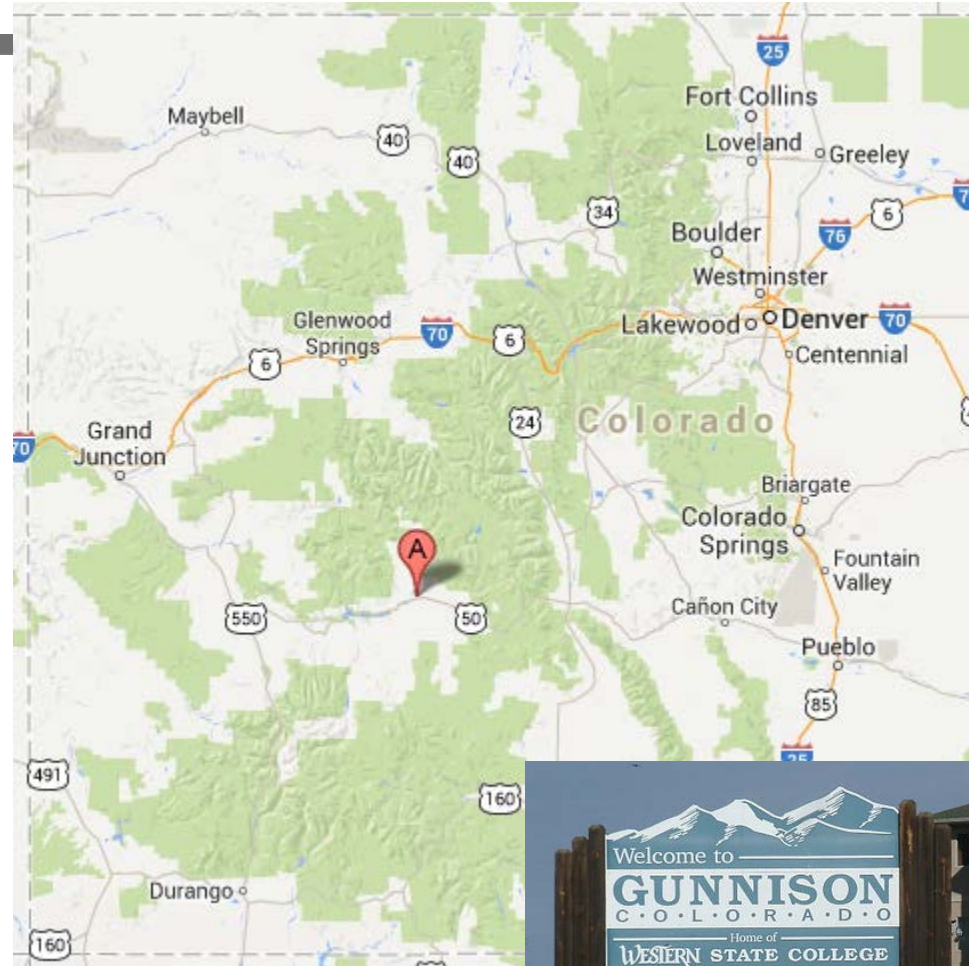 25
Fort Collins
Maybell
40
Loveland
Greeley
40
34
6
Boulder
76
Westminster
Glenwood
Springs
70
6
Lakewood
Denver
70
6
Centennial
24
Colorado
Grand
Junction
70
Briargate
Colorado
Springs
A
Fountain
Valley
Cañon City
550
50
Pueblo
85
25
491
160
Durango
160
Welcome to
GUNNISON
C·O·L·O·R·A·D·O
Home of
WESTERN STATE COLLEGE